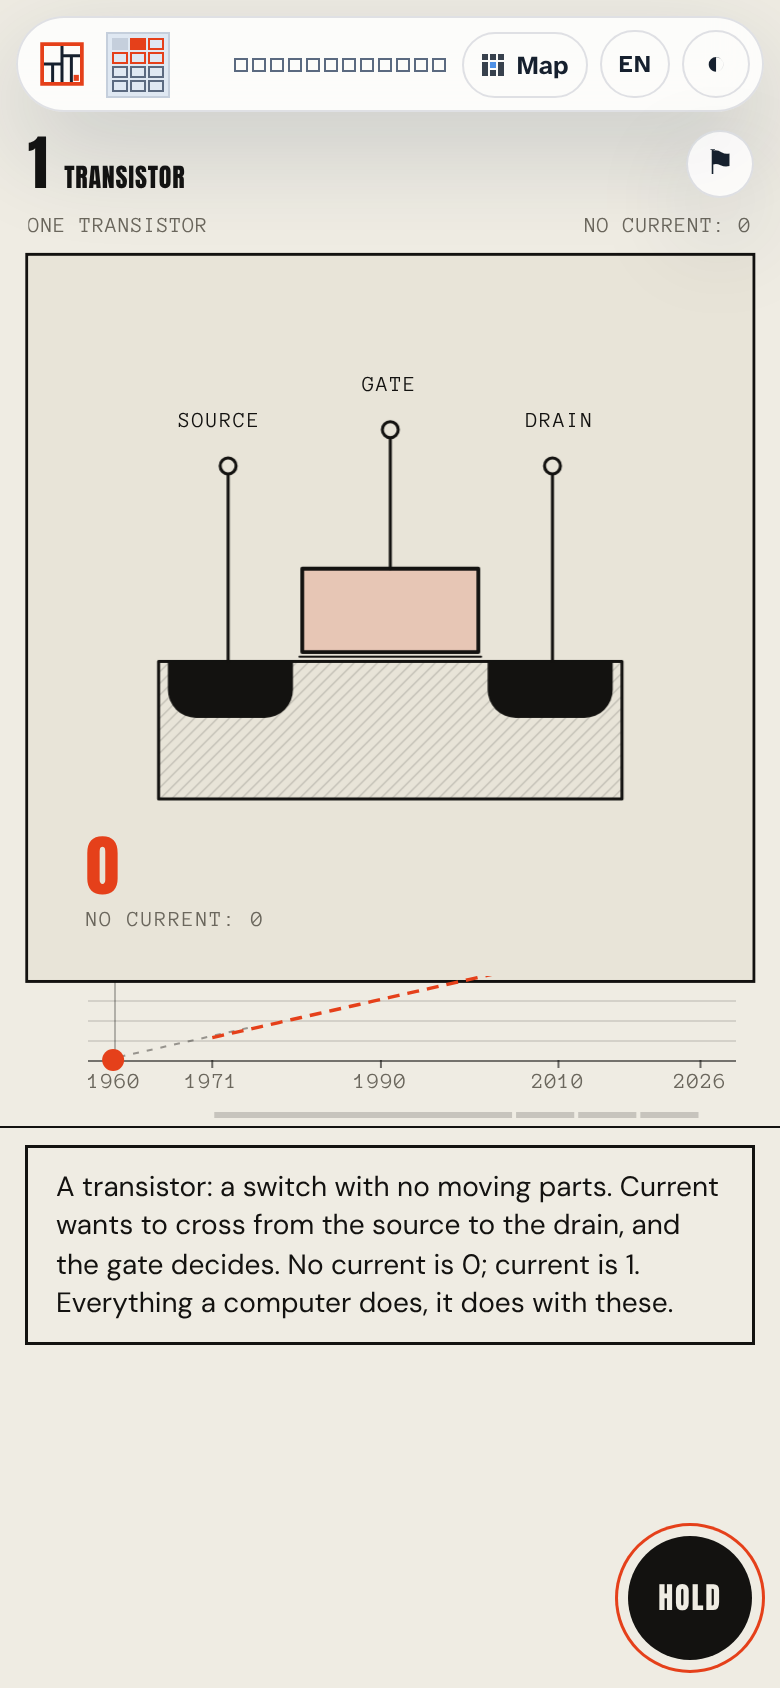 Map
EN
1 TRANSISTOR
ONE TRANSISTOR
NO CURRENT: 0
GATE
SOURCE
DRAIN
0
NO CURRENT: 0
1960 1971 1990 2010 2026
A transistor: a switch with no moving parts. Current
wants to cross from the source to the drain, and
the gate decides. No current is 0; current is 1.
Everything a computer does, it does with these.
HOLD